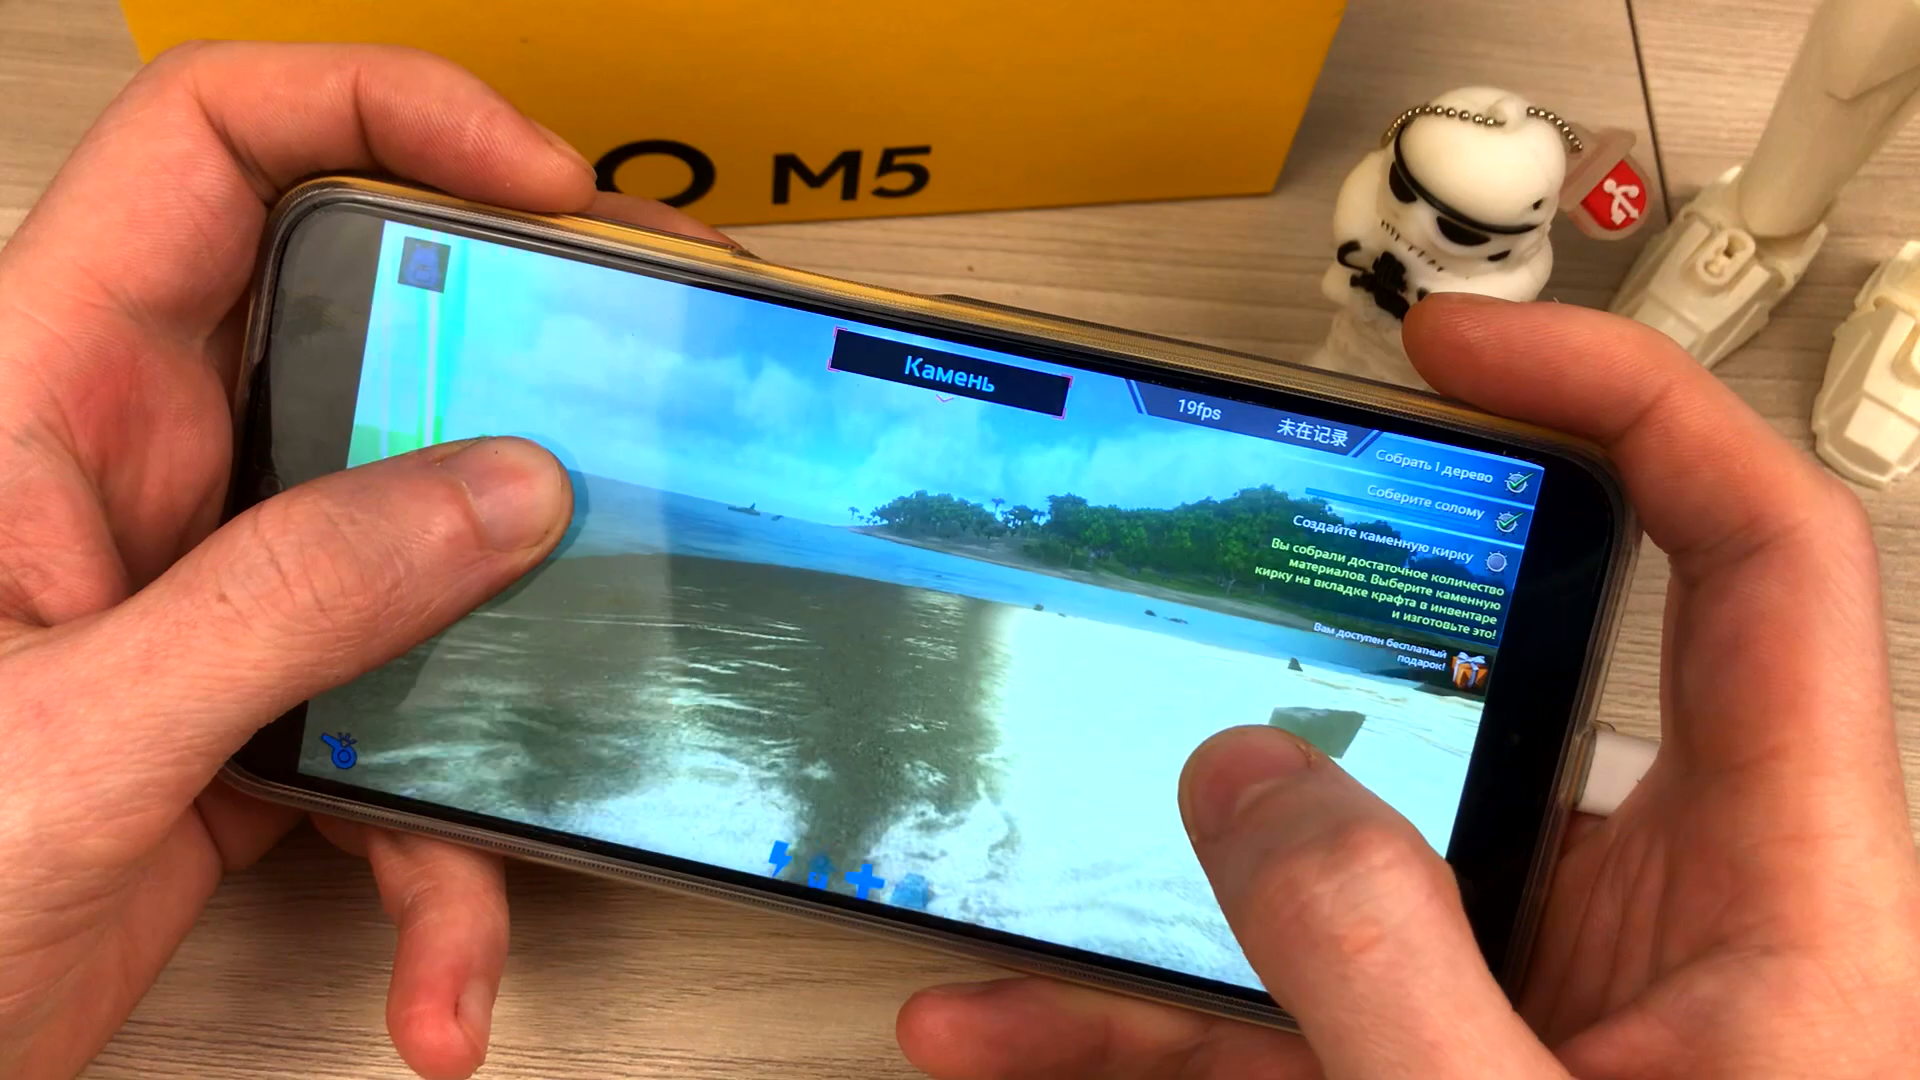 O M5
Камень
19fps
未在记录
Собрать 1 дерево
Соберите солому
Создайте каменную кирку
Вы собрали достаточное количество
материалов. Выберите каменную
кирку на вкладке крафта в инвентаре
и изготовьте это!
Вам доступен бесплатный
подарок!